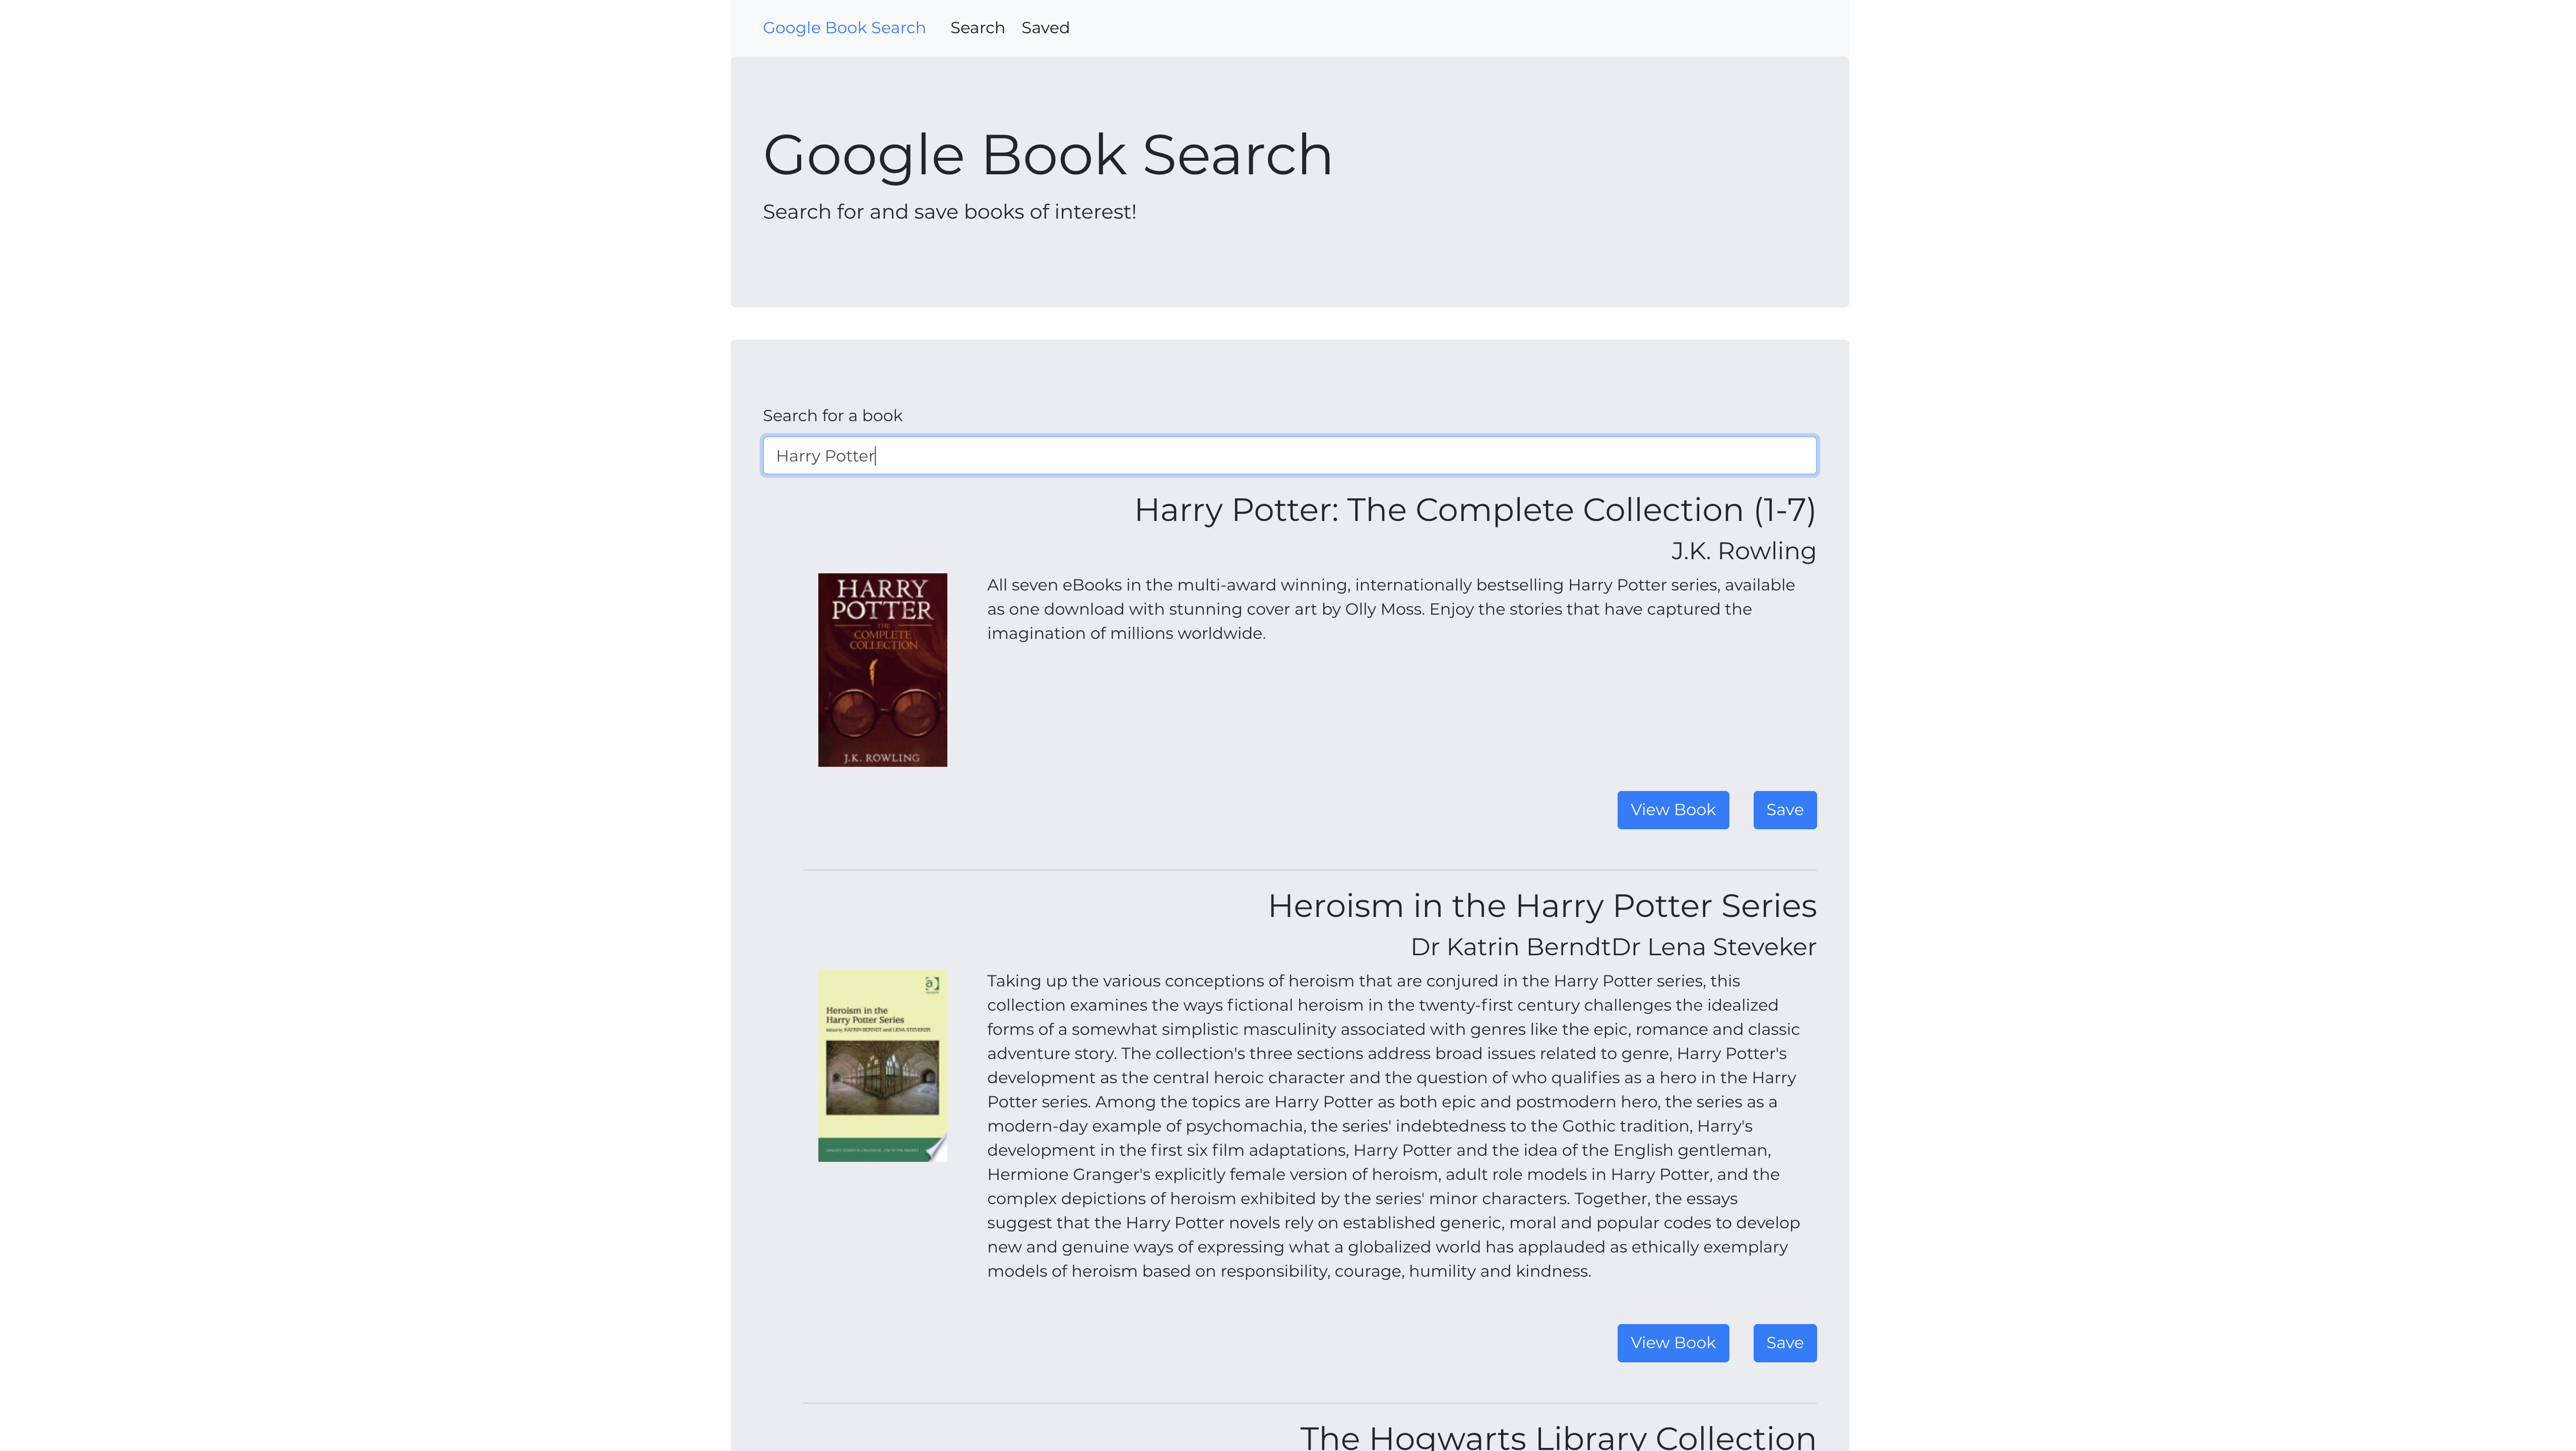 Google Book Search Search Saved
Google Book Search
Search for and save books of interest!
Search for a book
Harry Potter
Harry Potter: The Complete Collection (1-7)
J.K. Rowling
HARRY
POTTER
THE
COMPLETE
COLLECTION
J.K. ROWLING
All seven eBooks in the multi-award winning, internationally bestselling Harry Potter series, available
as one download with stunning cover art by Olly Moss. Enjoy the stories that have captured the
imagination of millions worldwide.
View Book Save
Heroism in the Harry Potter Series
Dr Katrin BerndtDr Lena Steveker
Heroism in the
Harry Potter Series
Edited by KATRIN BERNDT and LENA STEVEKER
Taking up the various conceptions of heroism that are conjured in the Harry Potter series, this
collection examines the ways fictional heroism in the twenty-first century challenges the idealized
forms of a somewhat simplistic masculinity associated with genres like the epic, romance and classic
adventure story. The collection's three sections address broad issues related to genre, Harry Potter's
development as the central heroic character and the question of who qualifies as a hero in the Harry
Potter series. Among the topics are Harry Potter as both epic and postmodern hero, the series as a
modern-day example of psychomachia, the series' indebtedness to the Gothic tradition, Harry's
development in the first six film adaptations, Harry Potter and the idea of the English gentleman,
Hermione Granger's explicitly female version of heroism, adult role models in Harry Potter, and the
complex depictions of heroism exhibited by the series' minor characters. Together, the essays
suggest that the Harry Potter novels rely on established generic, moral and popular codes to develop
new and genuine ways of expressing what a globalized world has applauded as ethically exemplary
models of heroism based on responsibility, courage, humility and kindness.
View Book Save
The Hogwarts Library Collection